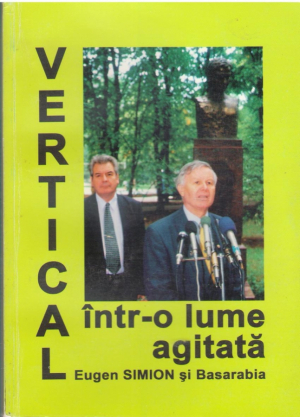 VERTICAL
într-o lume
agitată
Eugen SIMION și Basarabia